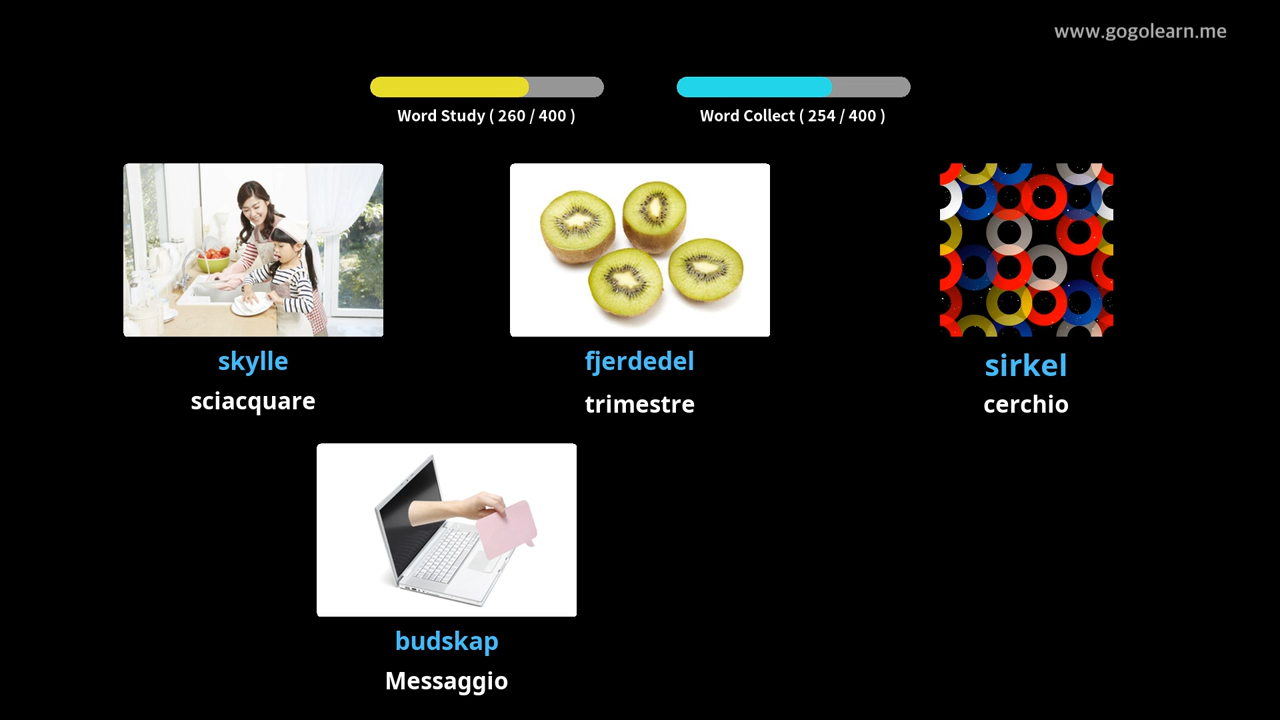 www.gogolearn.me
Word Study ( 260 / 400 )
Word Collect ( 254 / 400 )
skylle
sciacquare
fjerdedel
trimestre
sirkel
cerchio
budskap
Messaggio